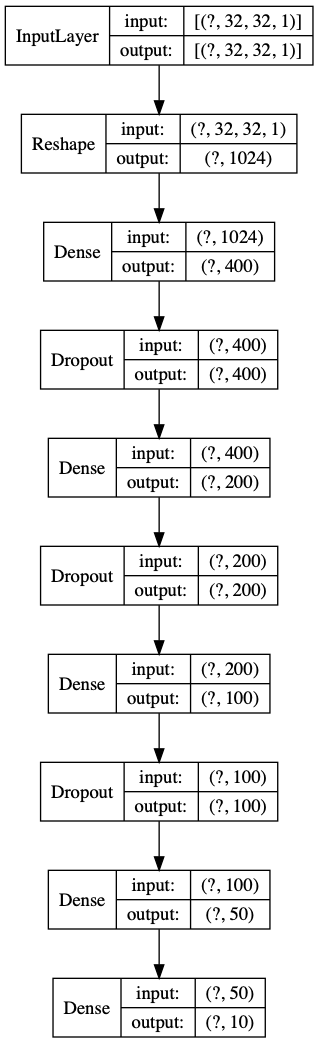 InputLayer
input: [(?, 32, 32, 1)]
output: [(?, 32, 32, 1)]
Reshape
input: (?, 32, 32, 1)
output: (?, 1024)
Dense
input: (?, 1024)
output: (?, 400)
Dropout
input: (?, 400)
output: (?, 400)
Dense
input: (?, 400)
output: (?, 200)
Dropout
input: (?, 200)
output: (?, 200)
Dense
input: (?, 200)
output: (?, 100)
Dropout
input: (?, 100)
output: (?, 100)
Dense
input: (?, 100)
output: (?, 50)
Dense
input: (?, 50)
output: (?, 10)